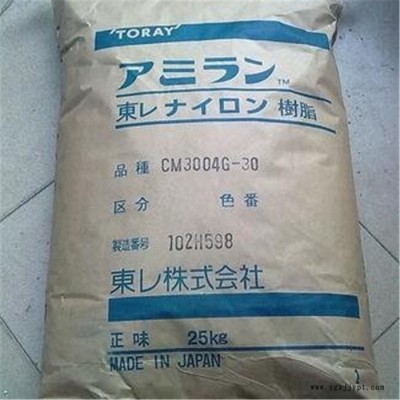 TORAY
アミラン™
東レナイロン樹脂
品種 CM3004G-30
区分 色番
製造番号 102H598
東レ株式会社
正味 25kg
MADE IN JAPAN